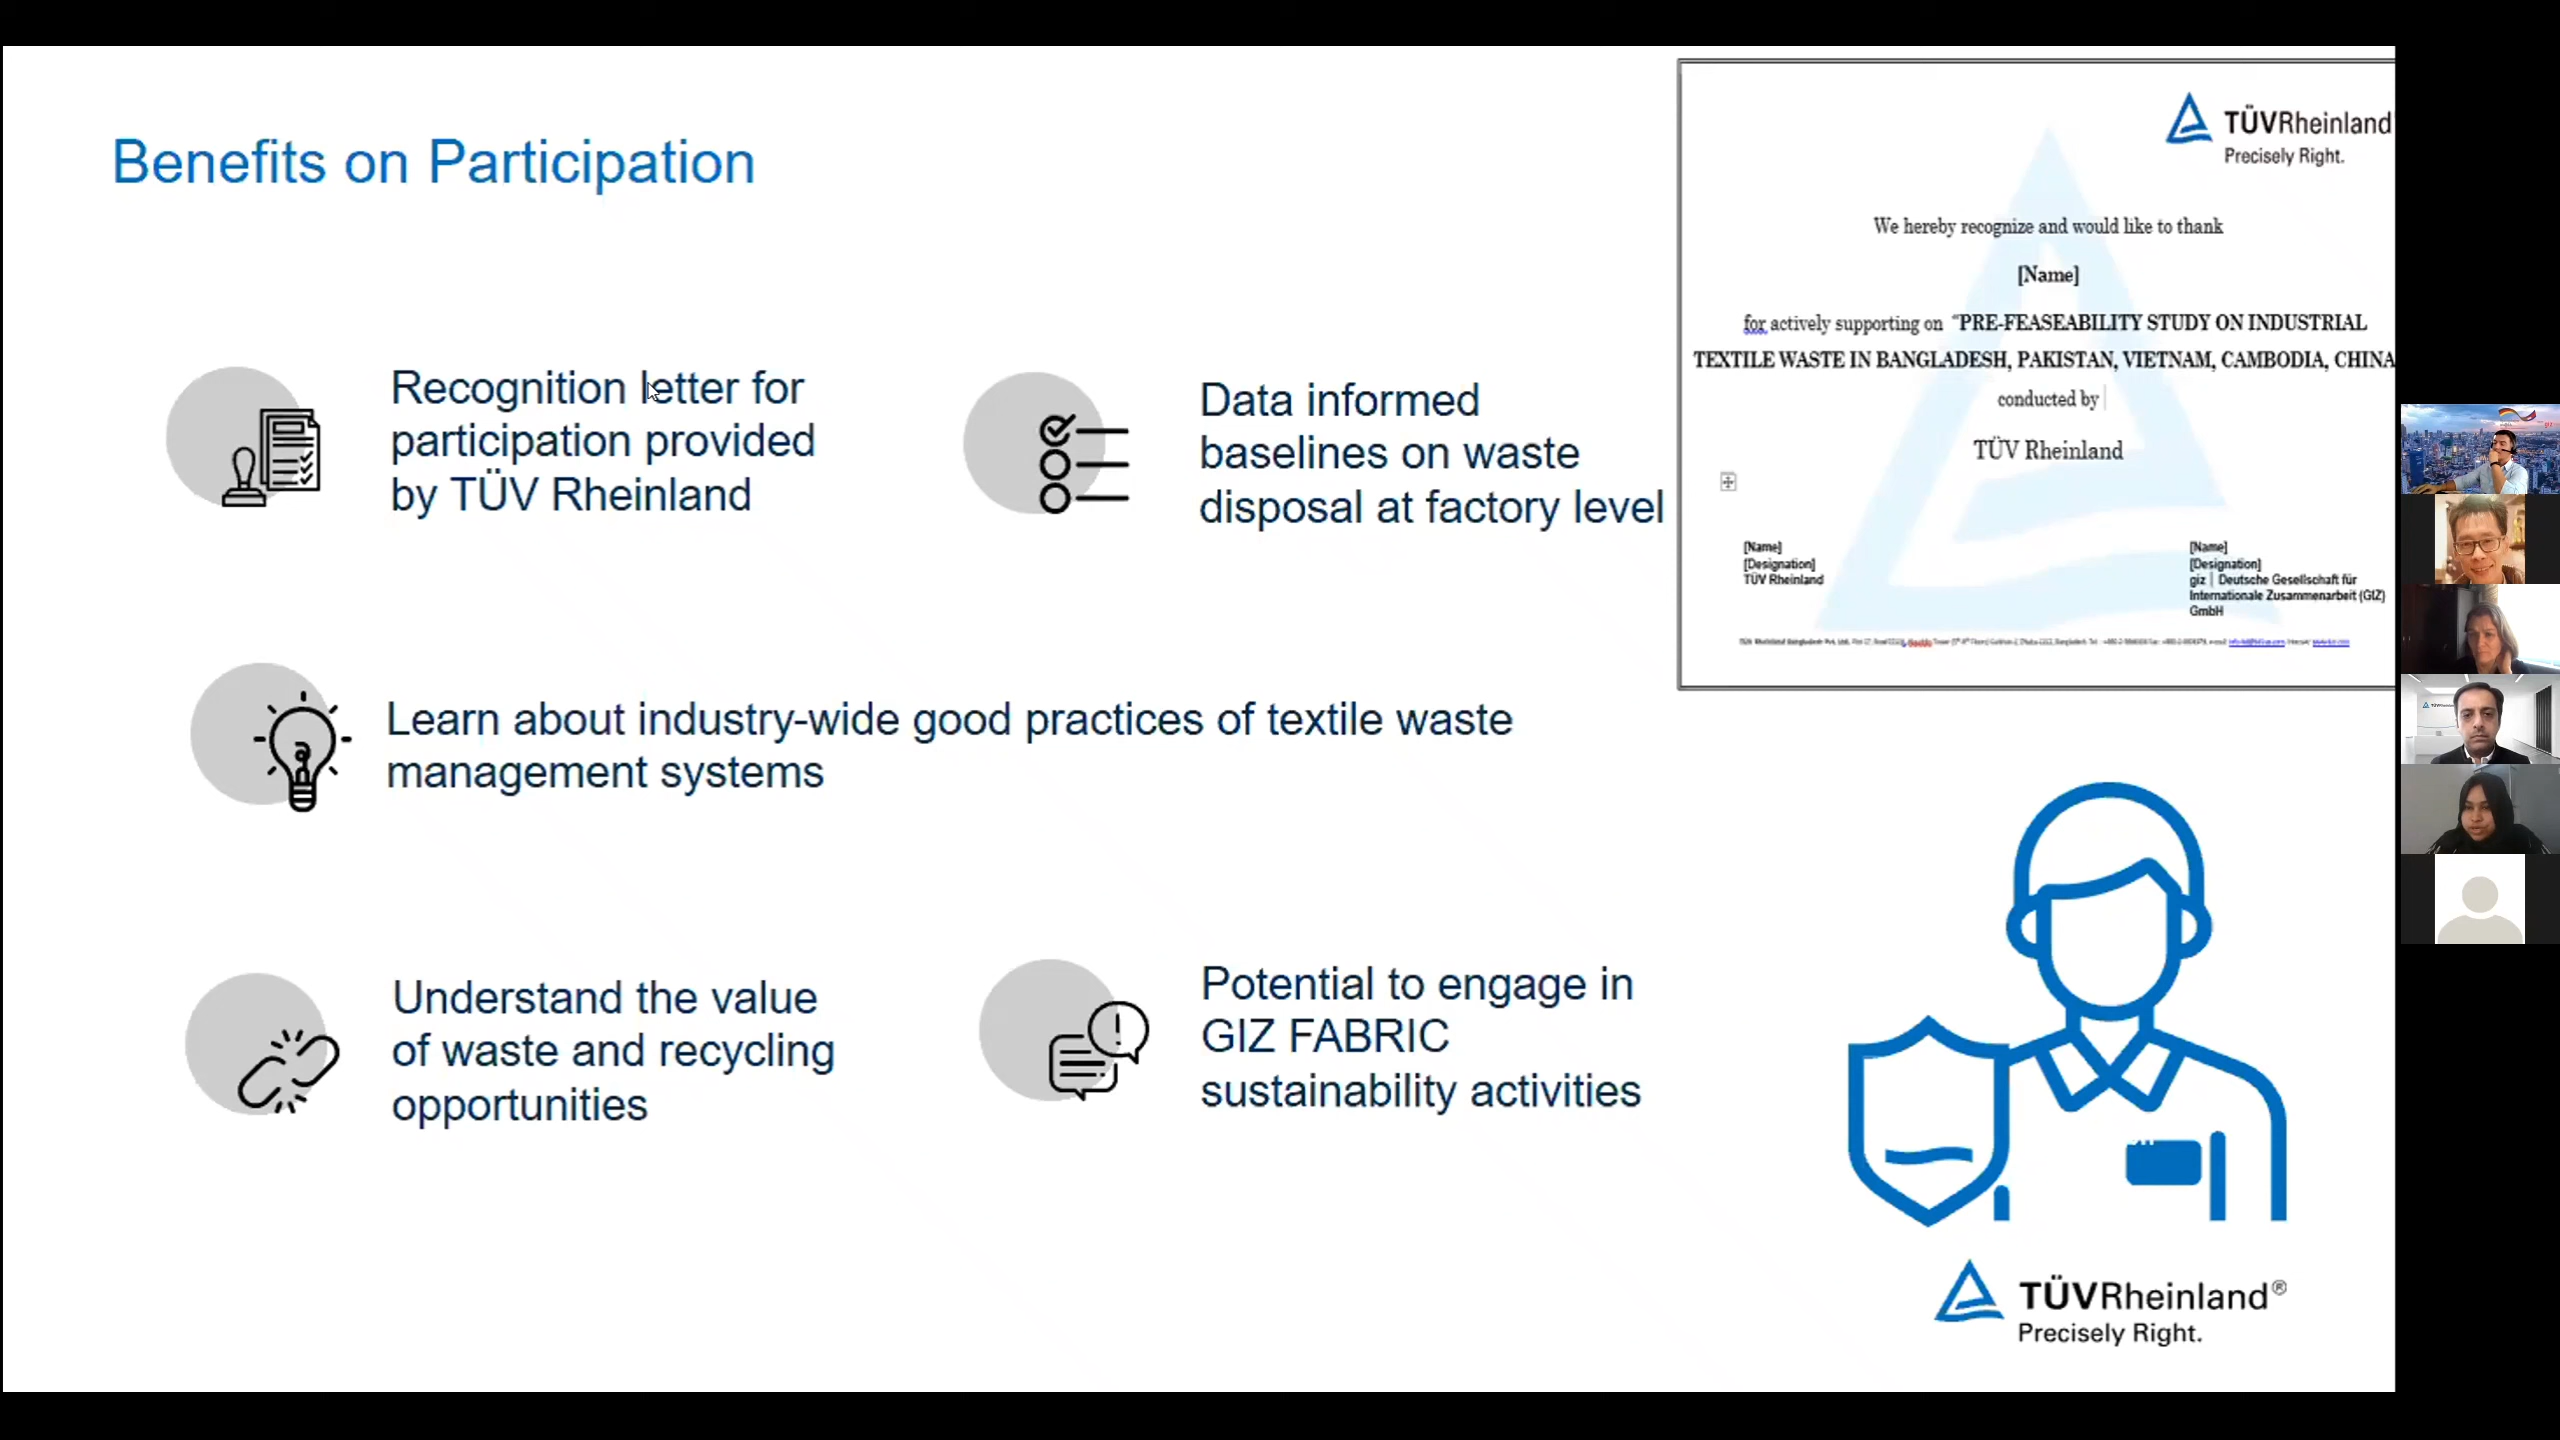 Benefits on Participation
Recognition letter for
participation provided
by TÜV Rheinland
Data informed
baselines on waste
disposal at factory level
Learn about industry-wide good practices of textile waste
management systems
Understand the value
of waste and recycling
opportunities
Potential to engage in
GIZ FABRIC
sustainability activities
TÜVRheinland
Precisely Right.
We hereby recognize and would like to thank
[Name]
for actively supporting on “PRE-FEASEABILITY STUDY ON INDUSTRIAL
TEXTILE WASTE IN BANGLADESH, PAKISTAN, VIETNAM, CAMBODIA, CHINA
conducted by
TÜV Rheinland
[Name]
[Designation]
TÜV Rheinland
[Name]
[Designation]
giz | Deutsche Gesellschaft für
Internationale Zusammenarbeit (GIZ)
GmbH
TÜVRheinland®
Precisely Right.